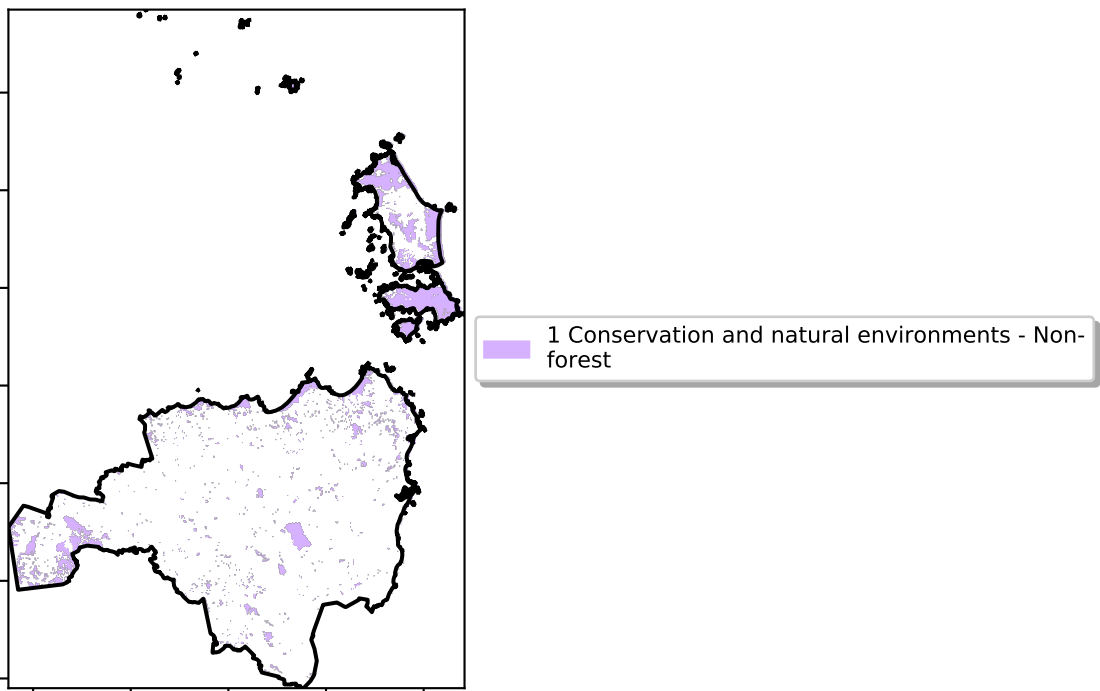 1 Conservation and natural environments - Non-
forest